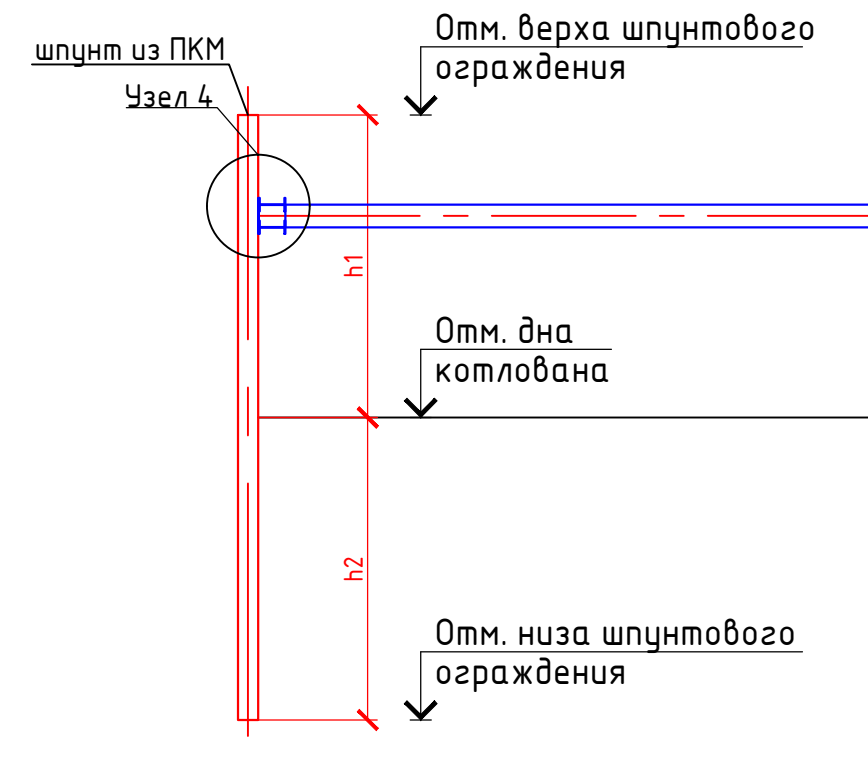 Отм. верха шпунтового
ограждения
шпунт из ПКМ
Узел 4
h1
Отм. дна
котлована
h2
Отм. низа шпунтового
ограждения